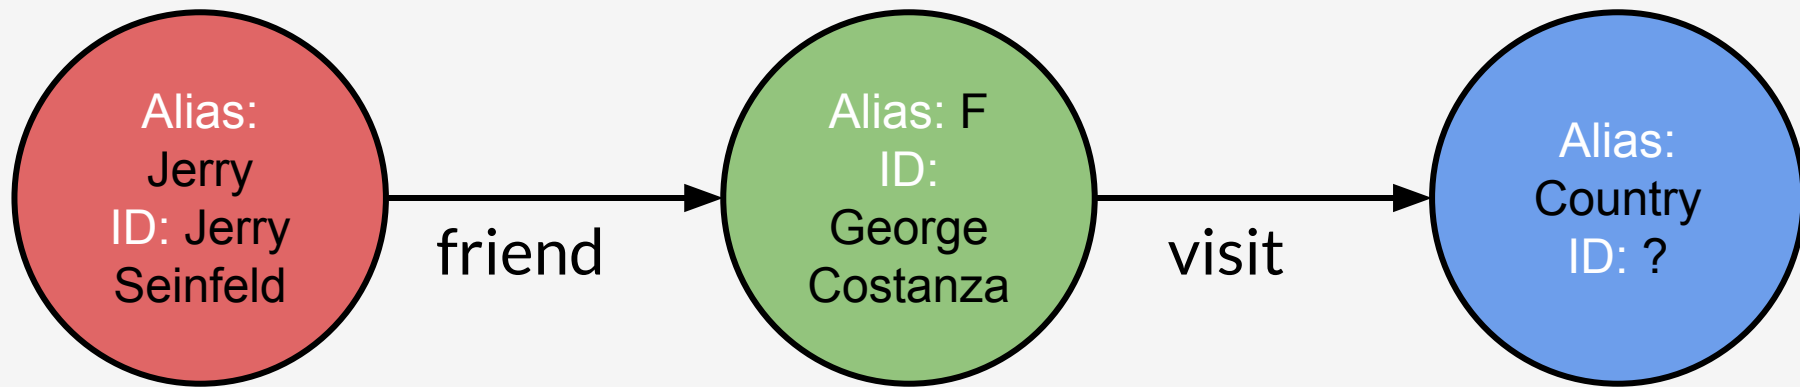 Alias:
Jerry
ID: Jerry
Seinfeld
friend
Alias: F
ID:
George
Costanza
visit
Alias:
Country
ID: ?